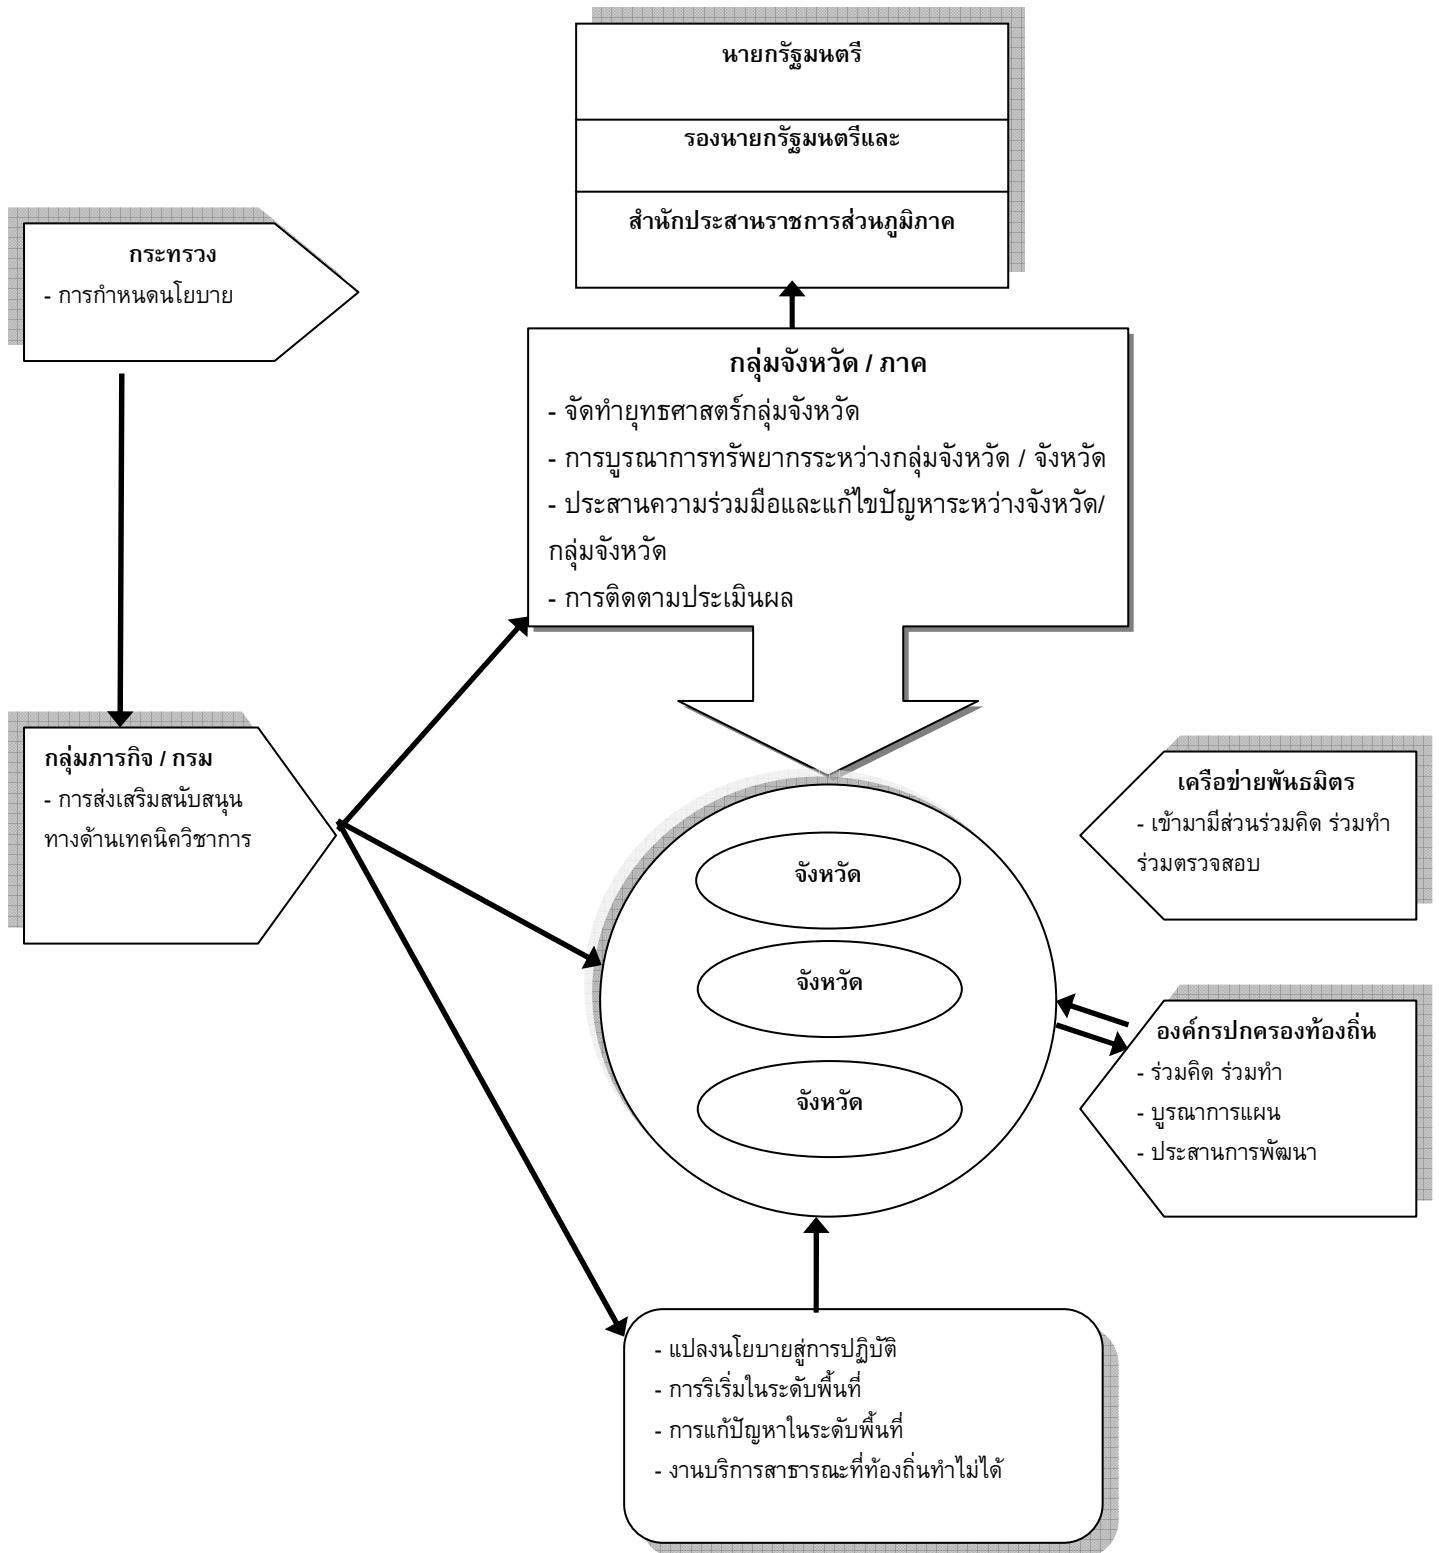 นายกรัฐมนตรี
รองนายกรัฐมนตรีและ
สำนักประสานราชการส่วนภูมิภาค
กระทรวง
- การกำหนดนโยบาย
กลุ่มจังหวัด / ภาค
- จัดทำยุทธศาสตร์กลุ่มจังหวัด
- การบูรณาการทรัพยากรระหว่างกลุ่มจังหวัด / จังหวัด
- ประสานความร่วมมือและแก้ไขปัญหาระหว่างจังหวัด/
กลุ่มจังหวัด
- การติดตามประเมินผล
กลุ่มภารกิจ / กรม
- การส่งเสริมสนับสนุน
ทางด้านเทคนิควิชาการ
เครือข่ายพันธมิตร
- เข้ามามีส่วนร่วมคิด ร่วมทำ
ร่วมตรวจสอบ
จังหวัด
จังหวัด
จังหวัด
องค์กรปกครองท้องถิ่น
- ร่วมคิด ร่วมทำ
- บูรณาการแผน
- ประสานการพัฒนา
- แปลงนโยบายสู่การปฏิบัติ
- การริเริ่มในระดับพื้นที่
- การแก้ปัญหาในระดับพื้นที่
- งานบริการสาธารณะที่ท้องถิ่นทำไม่ได้